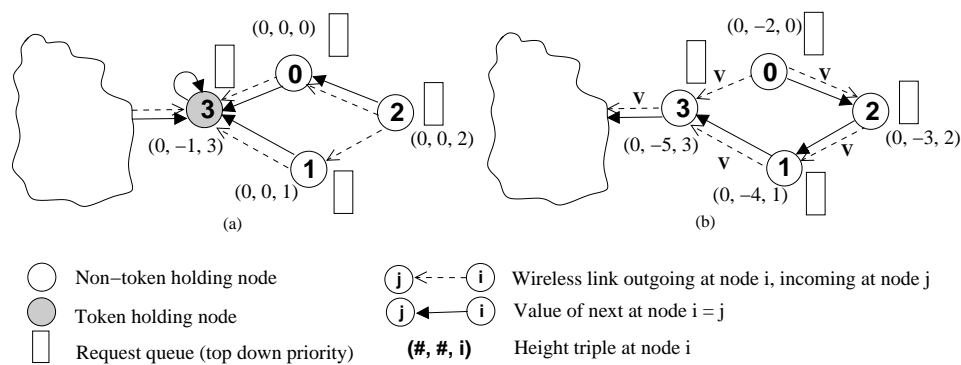 (0, 0, 0)
0
3
2
(0, −1, 3)
(0, 0, 2)
1
(0, 0, 1)
(a)
(0, −2, 0)
0
v
v
v
3
2
(0, −5, 3)
(0, −3, 2)
v
v
1
(0, −4, 1)
(b)
Non−token holding node
Token holding node
Request queue (top down priority)
j i Wireless link outgoing at node i, incoming at node j
j i Value of next at node i = j
(#, #, i) Height triple at node i